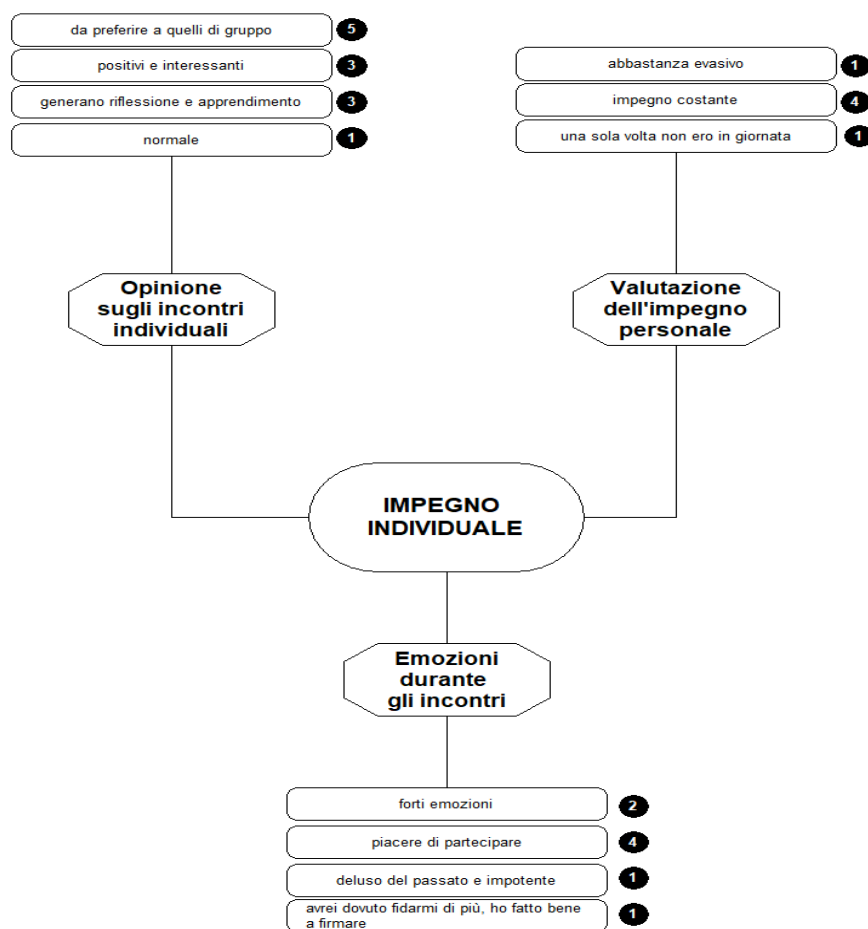 da preferire a quelli di gruppo 5
positivi e interessanti 3
generano riflessione e apprendimento 3
normale 1
abbastanza evasivo 1
impegno costante 4
una sola volta non ero in giornata 1
Opinione
sugli incontri
individuali
Valutazione
dell'impegno
personale
IMPEGNO
INDIVIDUALE
Emozioni
durante
gli incontri
forti emozioni 2
piacere di partecipare 4
deluso del passato e impotente 1
avrei dovuto fidarmi di più, ho fatto bene 1
a firmare